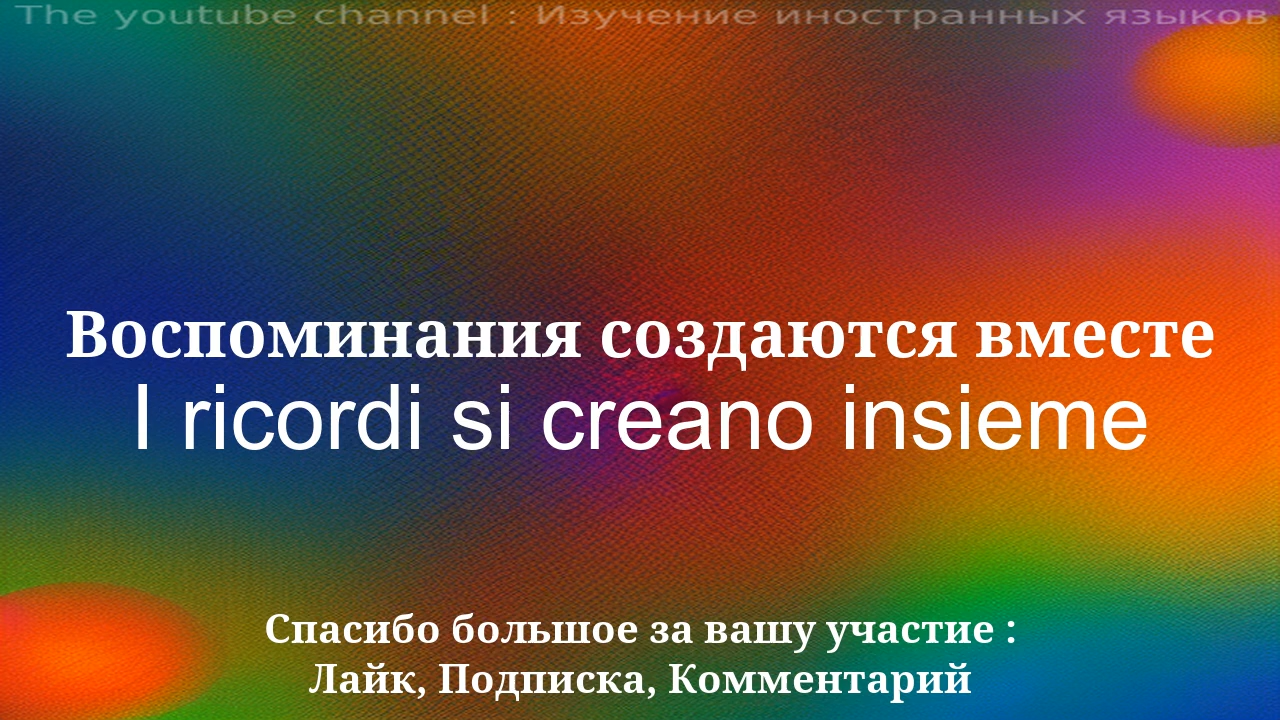 The youtube channel : Изучение иностранных языков
Воспоминания создаются вместе
I ricordi si creano insieme
Спасибо большое за вашу участие :
Лайк, Подписка, Комментарий